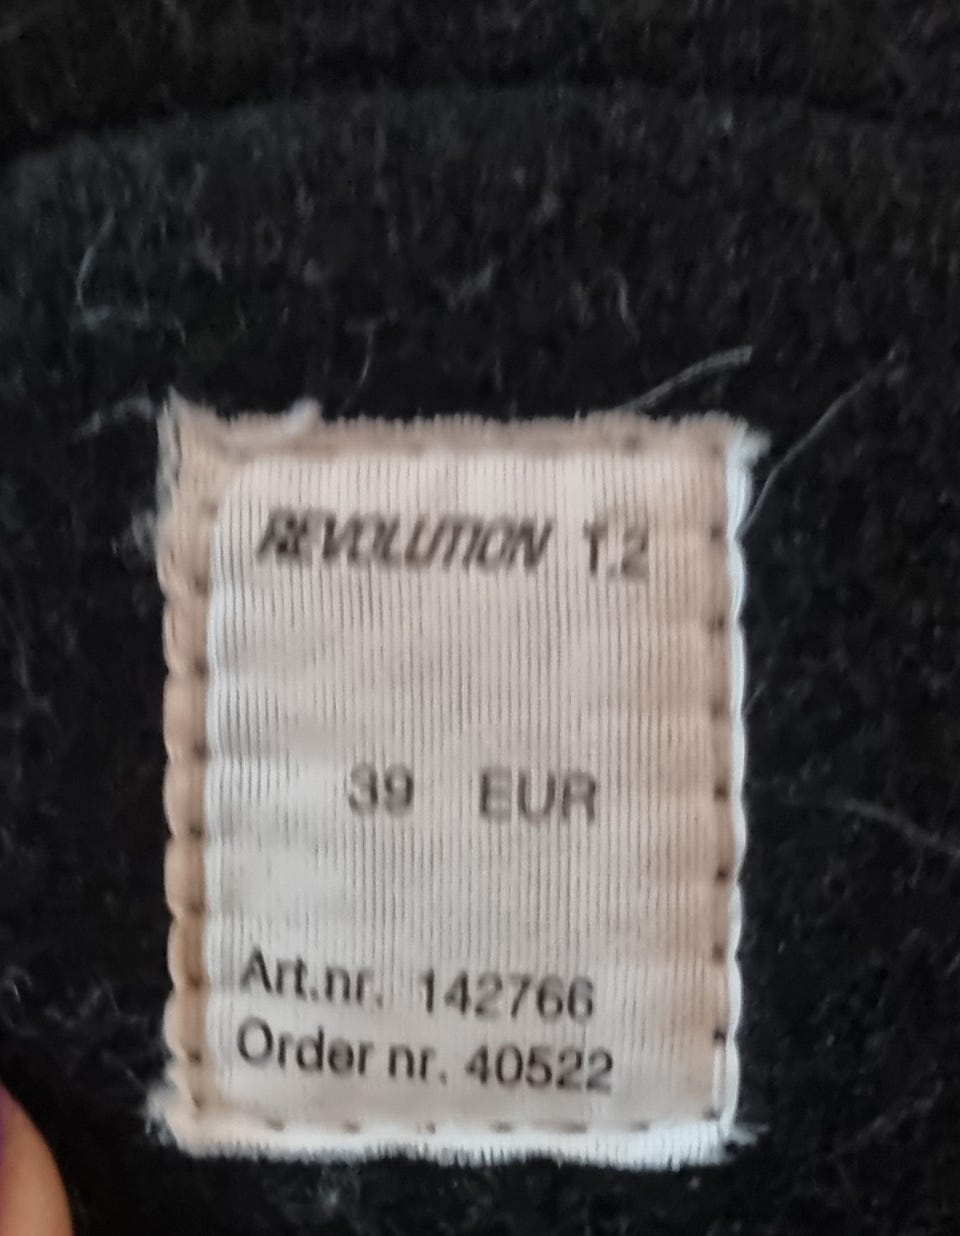 REVOLUTION 1.2
39 EUR
Art.nr. 142766
Order nr. 40522